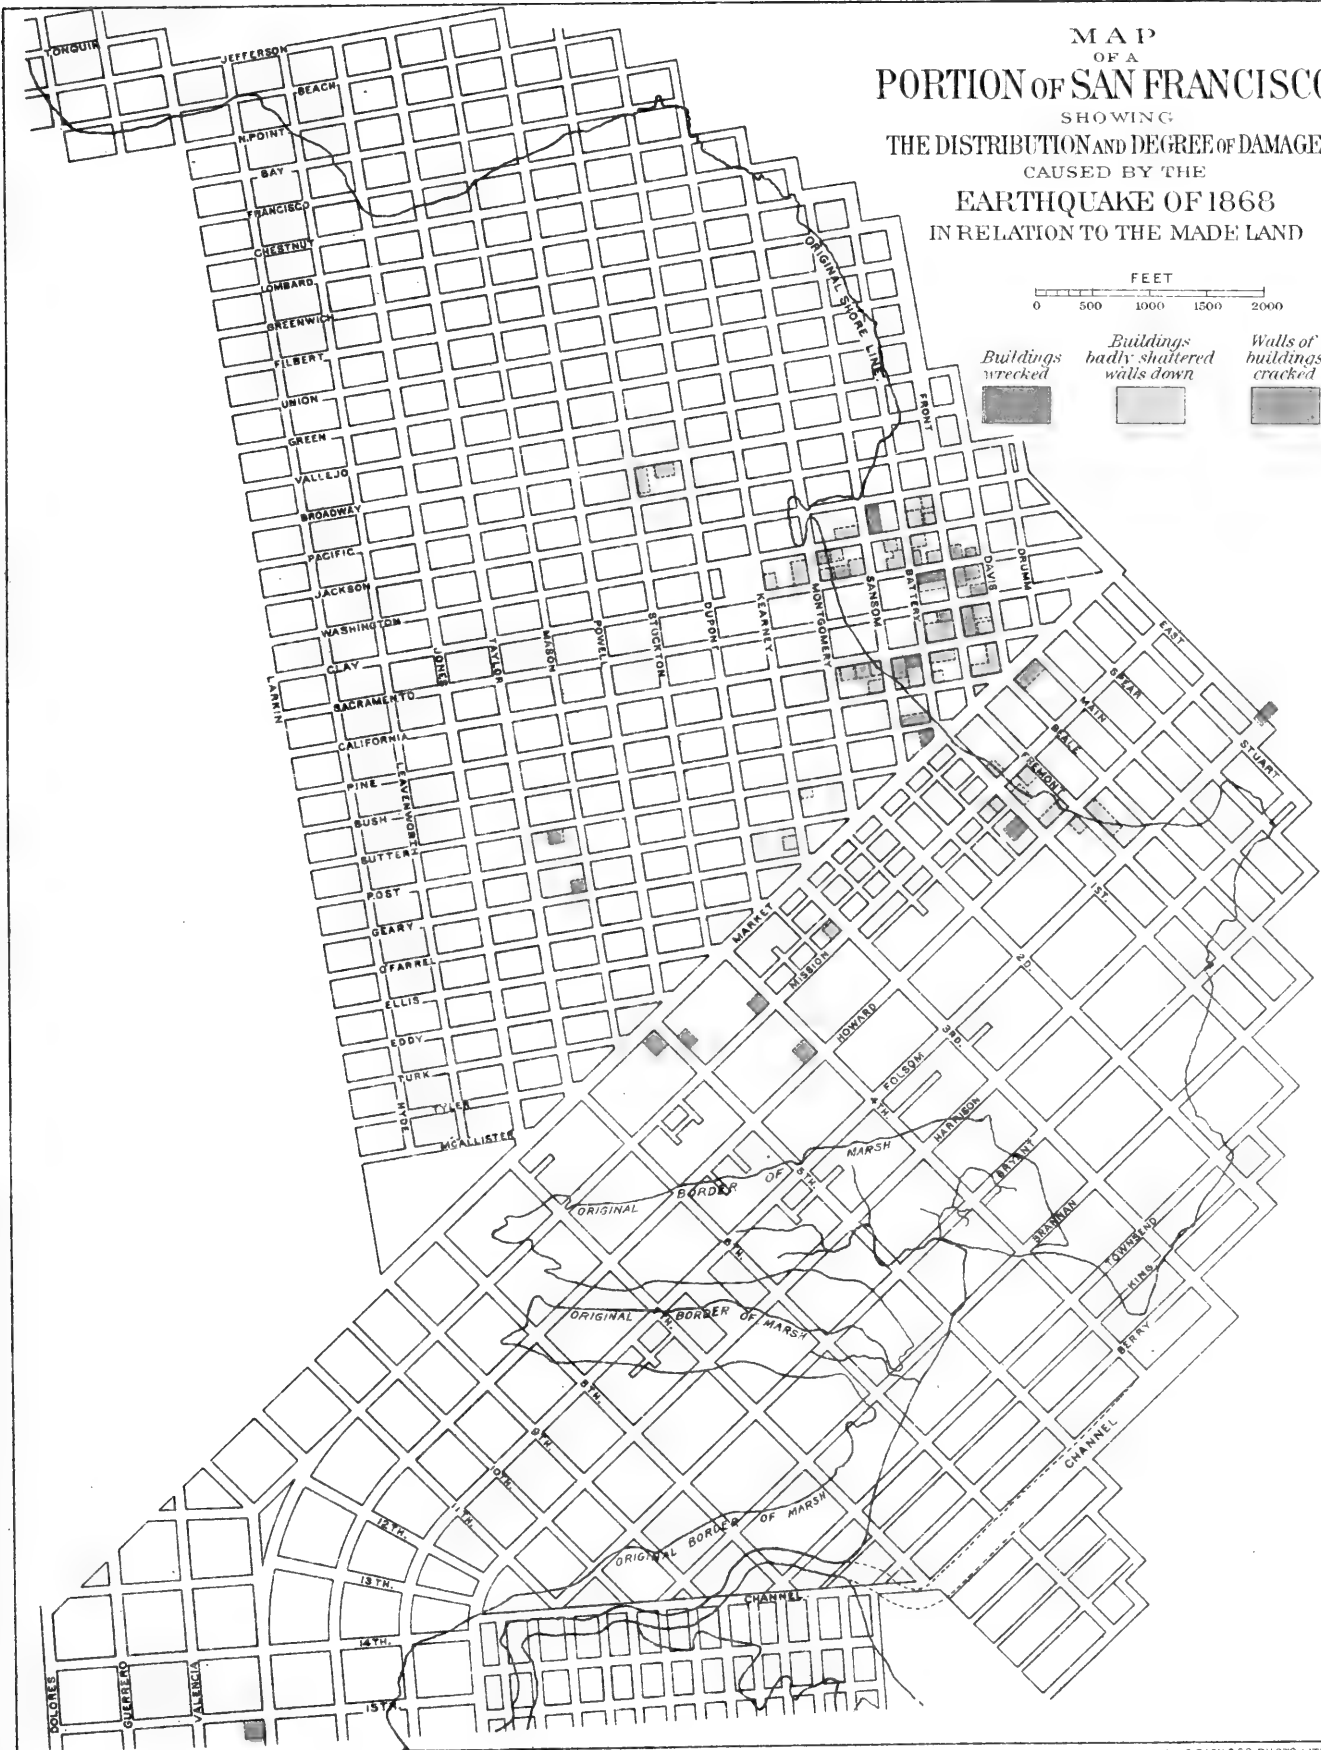 MAP
OF A
PORTION OF SAN FRANCISCO
SHOWING
THE DISTRIBUTION AND DEGREE OF DAMAGE
CAUSED BY THE
EARTHQUAKE OF 1868
IN RELATION TO THE MADE LAND
FEET
0 500 1000 1500 2000
Buildings wrecked
Buildings badly shattered walls down
Walls of buildings cracked
TONQUIN
JEFFERSON
BEACH
N. POINT
BAY
FRANCISCO
CHESTNUT
LOMBARD
GREENWICH
FILBERT
UNION
GREEN
VALLEJO
BROADWAY
PACIFIC
JACKSON
WASHINGTON
CLAY
SACRAMENTO
CALIFORNIA
PINE
BUSH
SUTTER
POST
GEARY
O'FARREL
ELLIS
EDDY
TURK
TYLER
MCALLISTER
LARKIN
HYDE
LEAVENWORTH
JONES
TAYLOR
MASON
POWELL
STOCKTON
DUPONT
KEARNEY
MONTGOMERY
SANSOM
BATTERY
FRONT
DAVIS
DRUMM
ORIGINAL SHORE LINE.
EAST
STUART
SPEAR
MAIN
BEALE
FREMONT
1ST.
2D.
3RD.
4TH.
5TH.
6TH.
7TH.
8TH.
9TH.
10TH.
11TH.
12TH.
13TH.
14TH.
15TH.
MARKET
MISSION
HOWARD
FOLSOM
HARRISON
BRYANT
BRANNAN
TOWNSEND
KING
BERRY
CHANNEL
ORIGINAL BORDER OF MARSH
ORIGINAL BORDER OF MARSH
ORIGINAL BORDER OF MARSH
CHANNEL
DOLORES
GUERRERO
VALENCIA